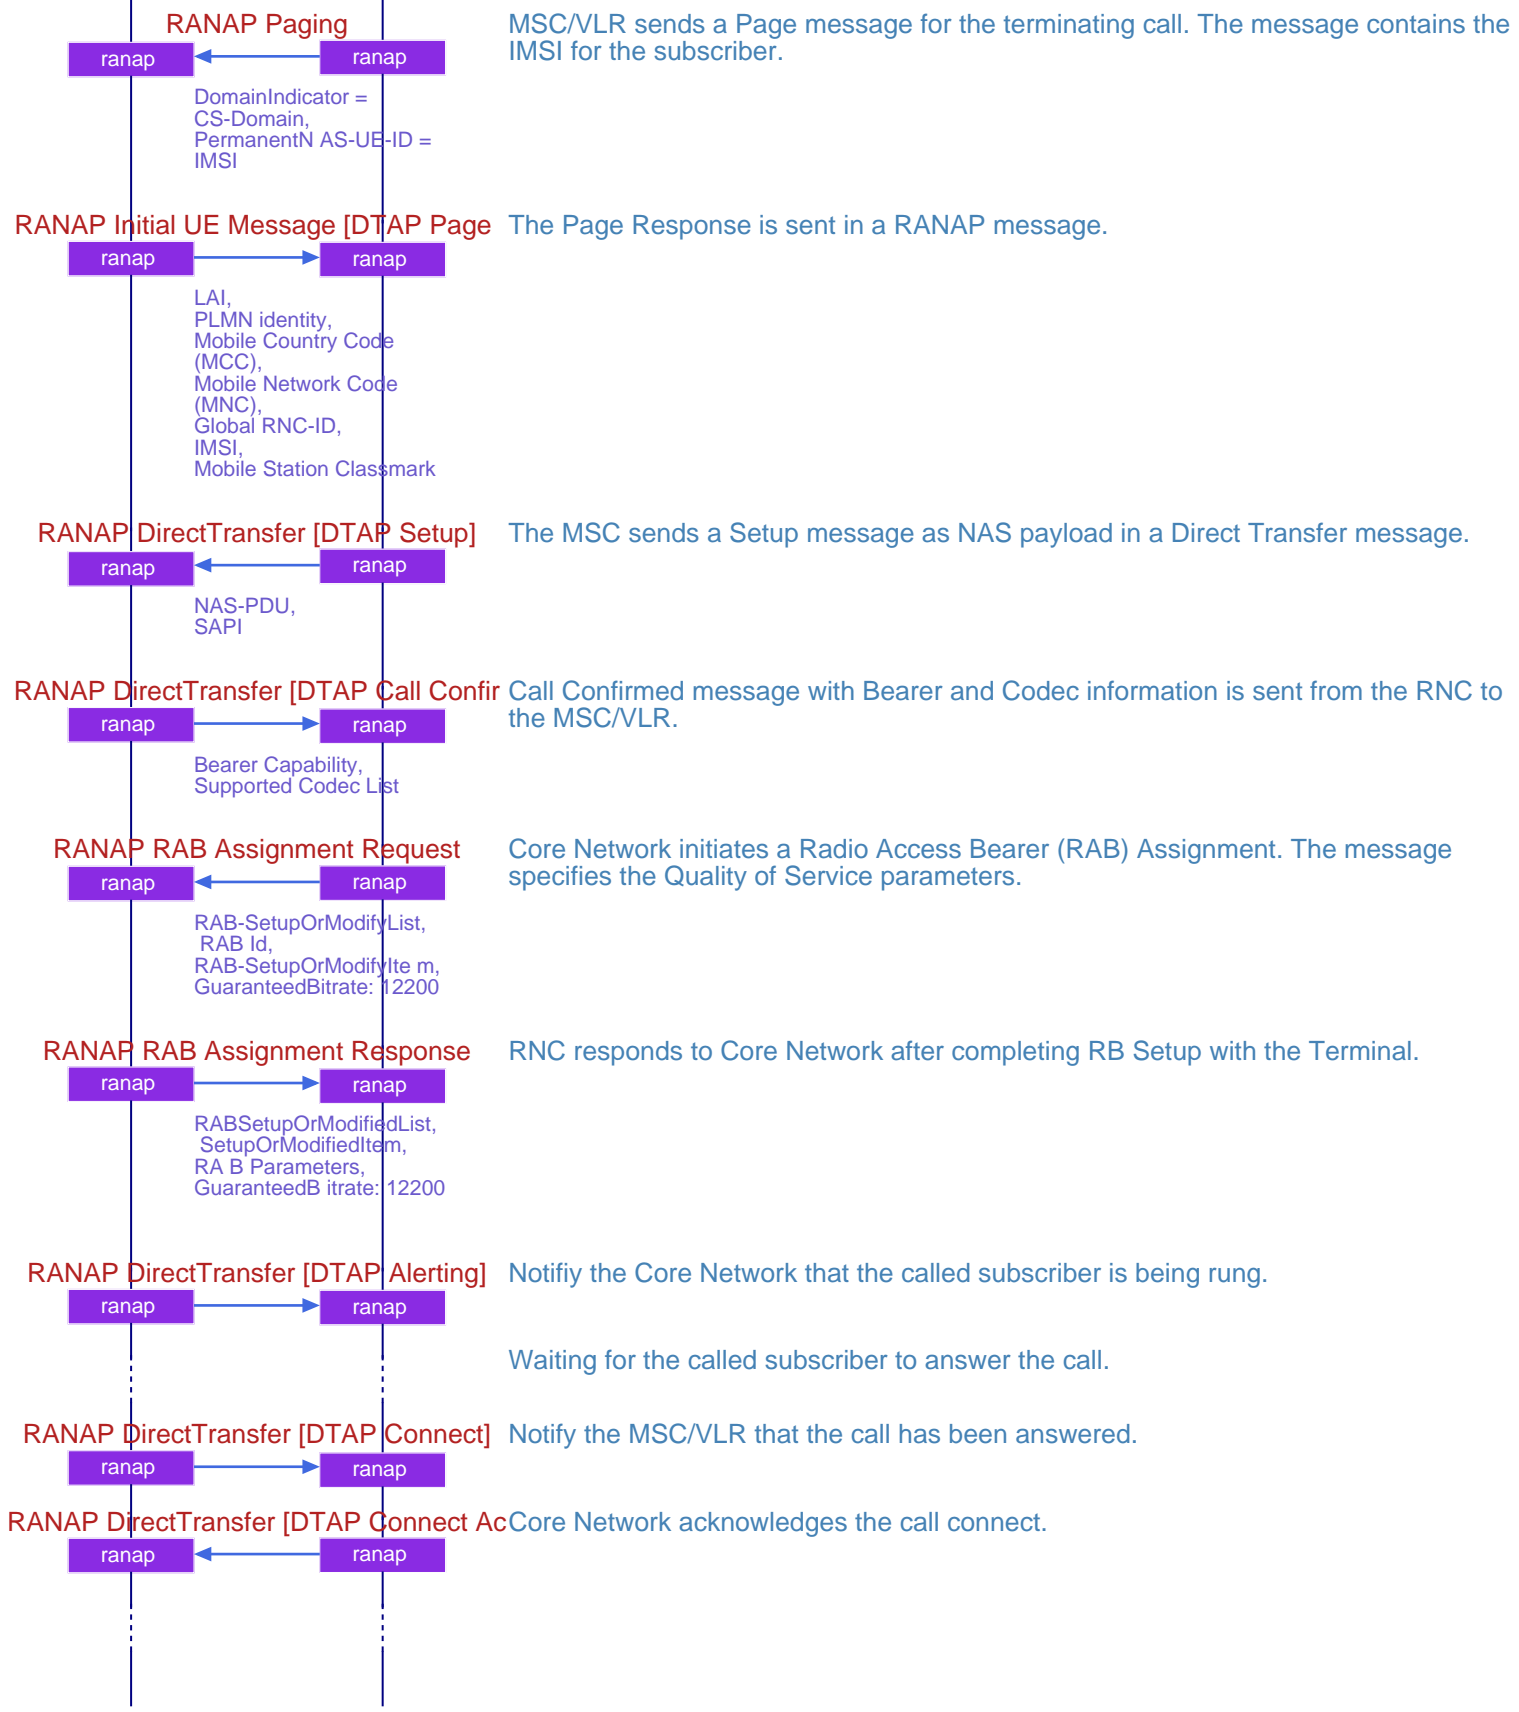 RANAP Paging
MSC/VLR sends a Page message for the terminating call. The message contains the
IMSI for the subscriber.
ranap
ranap
DomainIndicator =
CS-Domain,
PermanentN AS-UE-ID =
IMSI
RANAP Initial UE Message [DTAP Page
The Page Response is sent in a RANAP message.
ranap
ranap
LAI,
PLMN identity,
Mobile Country Code
(MCC),
Mobile Network Code
(MNC),
Global RNC-ID,
IMSI,
Mobile Station Classmark
RANAP DirectTransfer [DTAP Setup]
The MSC sends a Setup message as NAS payload in a Direct Transfer message.
ranap
ranap
NAS-PDU,
SAPI
RANAP DirectTransfer [DTAP Call Confir
Call Confirmed message with Bearer and Codec information is sent from the RNC to
the MSC/VLR.
ranap
ranap
Bearer Capability,
Supported Codec List
RANAP RAB Assignment Request
Core Network initiates a Radio Access Bearer (RAB) Assignment. The message
specifies the Quality of Service parameters.
ranap
ranap
RAB-SetupOrModifyList,
RAB Id,
RAB-SetupOrModifyIte m,
GuaranteedBitrate: 12200
RANAP RAB Assignment Response
RNC responds to Core Network after completing RB Setup with the Terminal.
ranap
ranap
RABSetupOrModifiedList,
SetupOrModifiedItem,
RA B Parameters,
GuaranteedB itrate: 12200
RANAP DirectTransfer [DTAP Alerting]
Notifiy the Core Network that the called subscriber is being rung.
ranap
ranap
Waiting for the called subscriber to answer the call.
RANAP DirectTransfer [DTAP Connect]
Notify the MSC/VLR that the call has been answered.
ranap
ranap
RANAP DirectTransfer [DTAP Connect Ac
Core Network acknowledges the call connect.
ranap
ranap